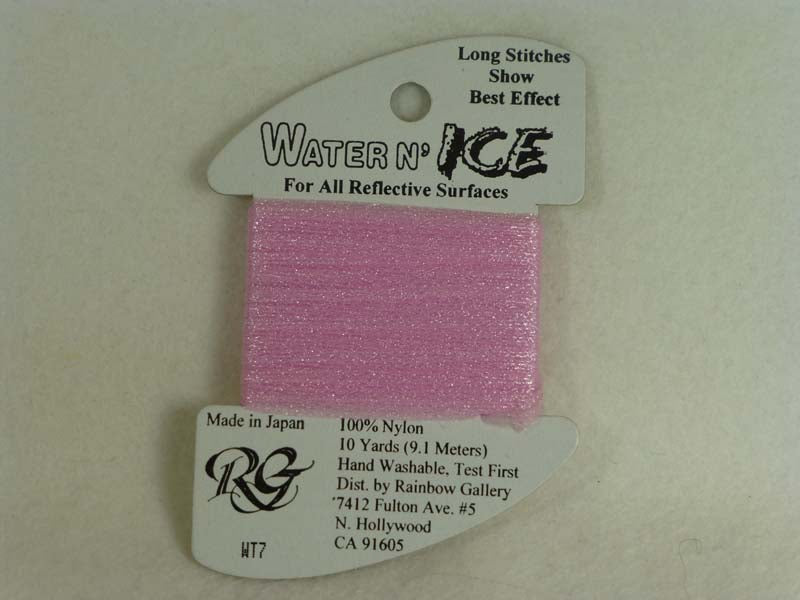 Long Stitches
Show
Best Effect
WATER N' ICE
For All Reflective Surfaces
Made in Japan
RG
WT7
100% Nylon
10 Yards (9.1 Meters)
Hand Washable, Test First
Dist. by Rainbow Gallery
7412 Fulton Ave. #5
N. Hollywood
CA 91605